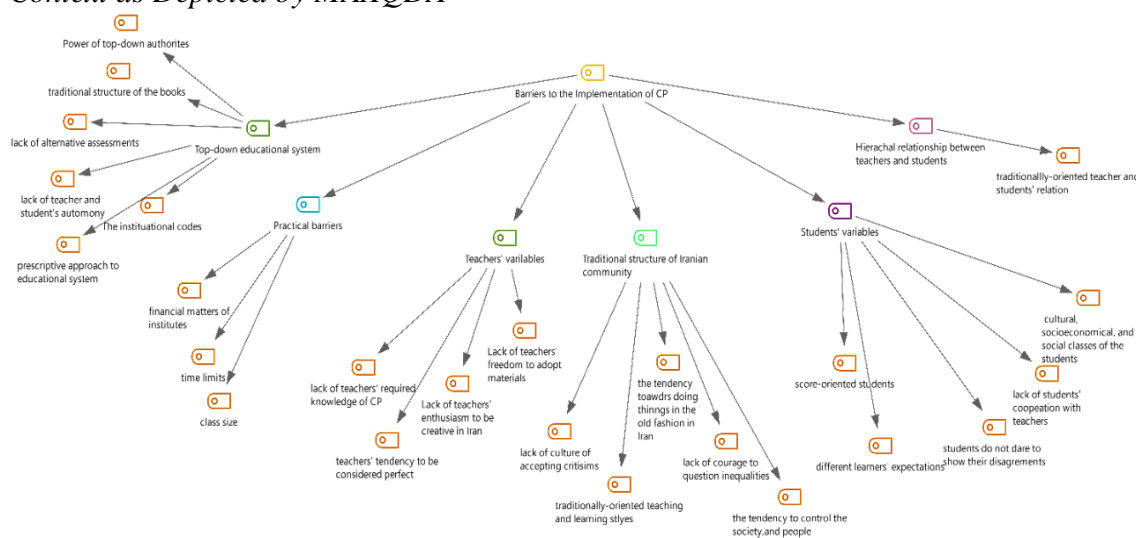 Context as Depicted by MAXQDA
Power of top-down authorites
traditional structure of the books
lack of alternative assessments
Top-down educational system
lack of teacher and
student's automony
The instituational codes
prescriptive approach to
educational system
Barriers to the Implementation of CP
Hierachal relationship between
teachers and students
traditionallly-oriented teacher and
students' relation
Practical barriers
financial matters of
institutes
time limits
class size
Teachers' varilables
lack of teachers' required
knowledge of CP
teachers' tendency to be
considered perfect
Lack of teachers'
enthusiasm to be
creative in Iran
Lack of teachers'
freedom to adopt
materials
Traditional structure of Iranian
community
lack of culture of
accepting critisims
traditionally-oriented teaching
and learning stlyes
the tendency
toawdrs doing
thinngs in the
old fashion in
Iran
lack of courage to
question inequalities
the tendency to control the
society,and people
Students' variables
score-oriented students
different learners' expectations
students do not dare to
show their disagrements
lack of students'
coopeation with
teachers
cultural,
socioeconomical, and
social classes of the
students